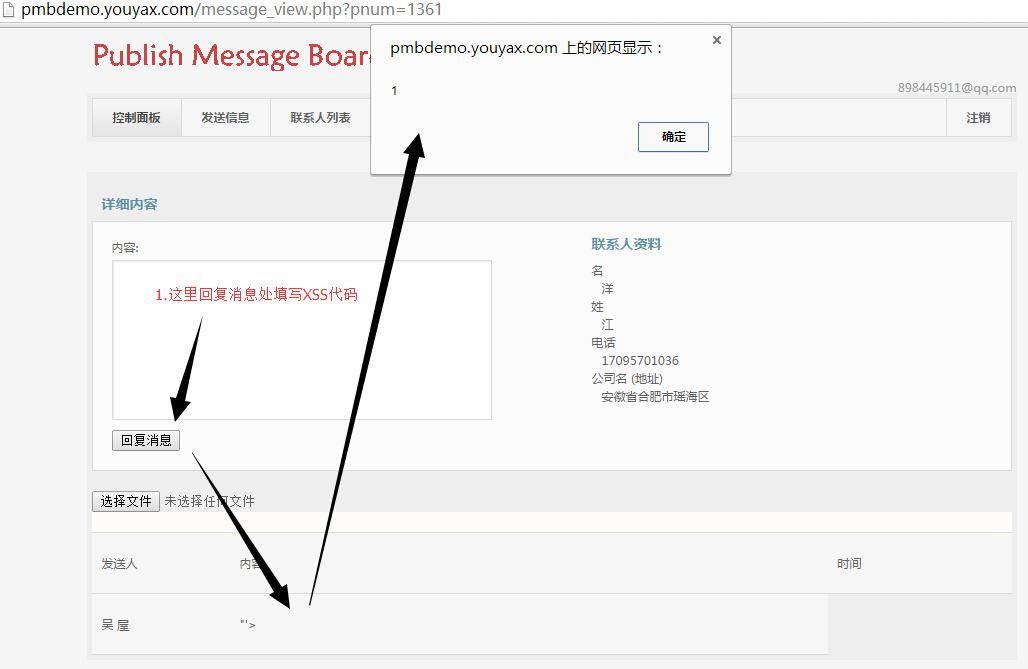 pmbdemo.youyax.com/message_view.php?pnum=1361
Publish Message Boar
pmbdemo.youyax.com 上的网页显示：
×
1
确定
898445911@qq.com
控制面板
发送信息
联系人列表
注销
详细内容
内容:
1.这里回复消息处填写XSS代码
回复消息
联系人资料
名
洋
姓
江
电话
17095701036
公司名 (地址)
安徽省合肥市瑶海区
选择文件 未选择任何文件
发送人
内容
时间
吴 屋
"'>